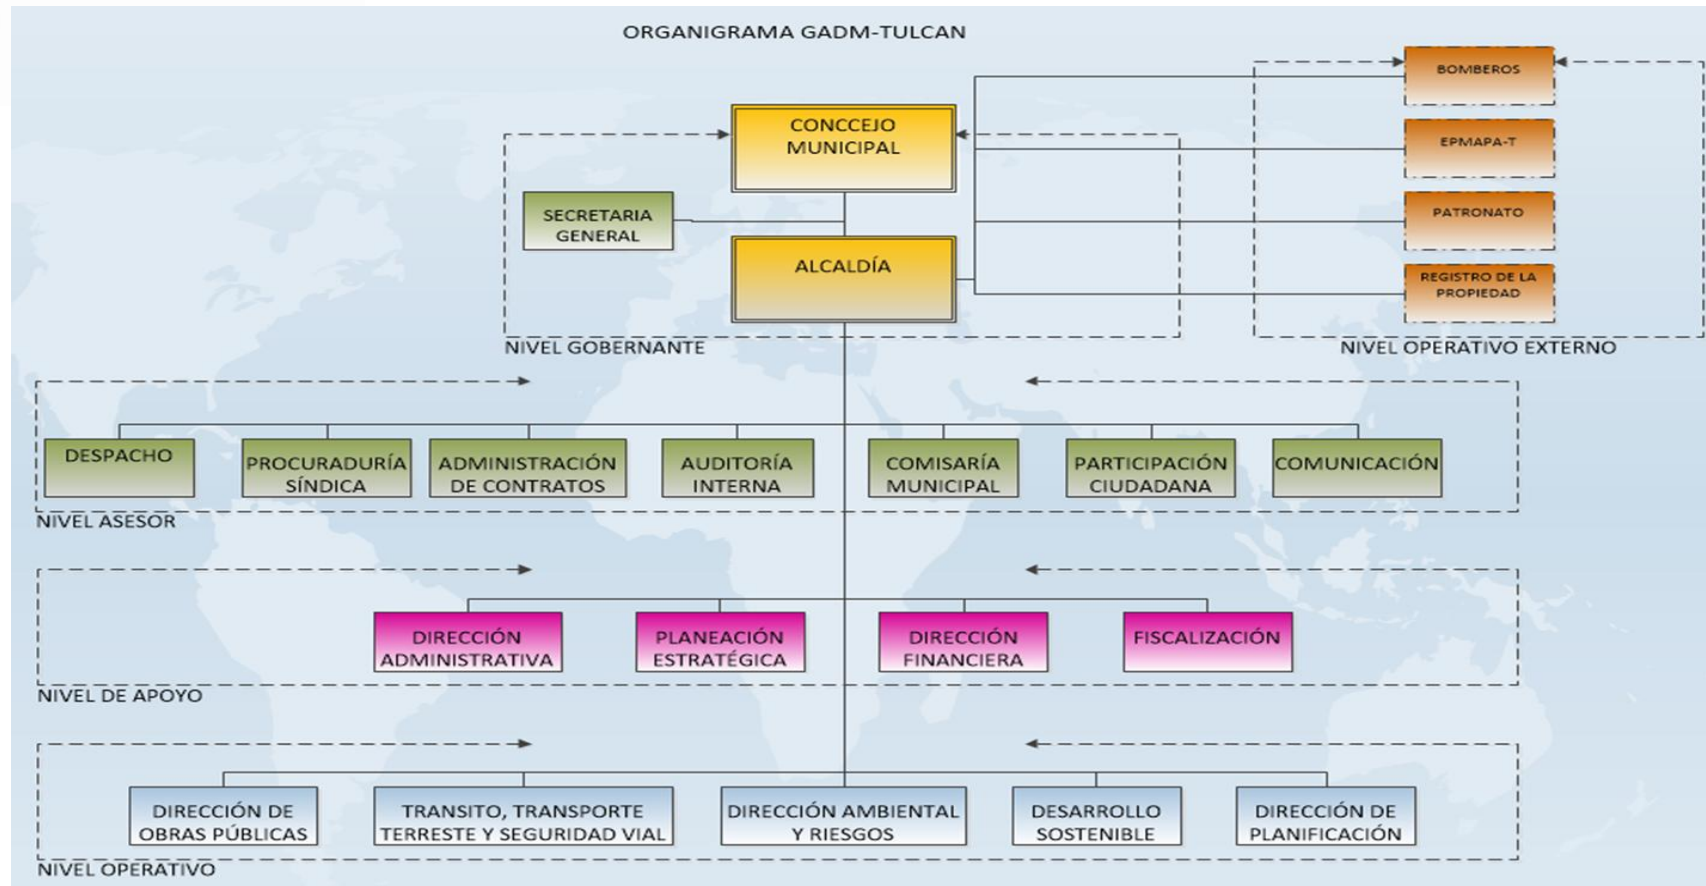 ORGANIGRAMA GADM-TULCAN
BOMBEROS
CONCCEJO
MUNICIPAL
EPMAPA-T
SECRETARIA
GENERAL
PATRONATO
ALCALDÍA
REGISTRO DE LA
PROPIEDAD
NIVEL GOBERNANTE
NIVEL OPERATIVO EXTERNO
DESPACHO
PROCURADURÍA
SÍNDICA
ADMINISTRACIÓN
DE CONTRATOS
AUDITORÍA
INTERNA
COMISARÍA
MUNICIPAL
PARTICIPACIÓN
CIUDADANA
COMUNICACIÓN
NIVEL ASESOR
DIRECCIÓN
ADMINISTRATIVA
PLANEACIÓN
ESTRATÉGICA
DIRECCIÓN
FINANCIERA
FISCALIZACIÓN
NIVEL DE APOYO
DIRECCIÓN DE
OBRAS PÚBLICAS
TRANSITO, TRANSPORTE
TERRESTE Y SEGURIDAD VIAL
DIRECCIÓN AMBIENTAL
Y RIESGOS
DESARROLLO
SOSTENIBLE
DIRECCIÓN DE
PLANIFICACIÓN
NIVEL OPERATIVO